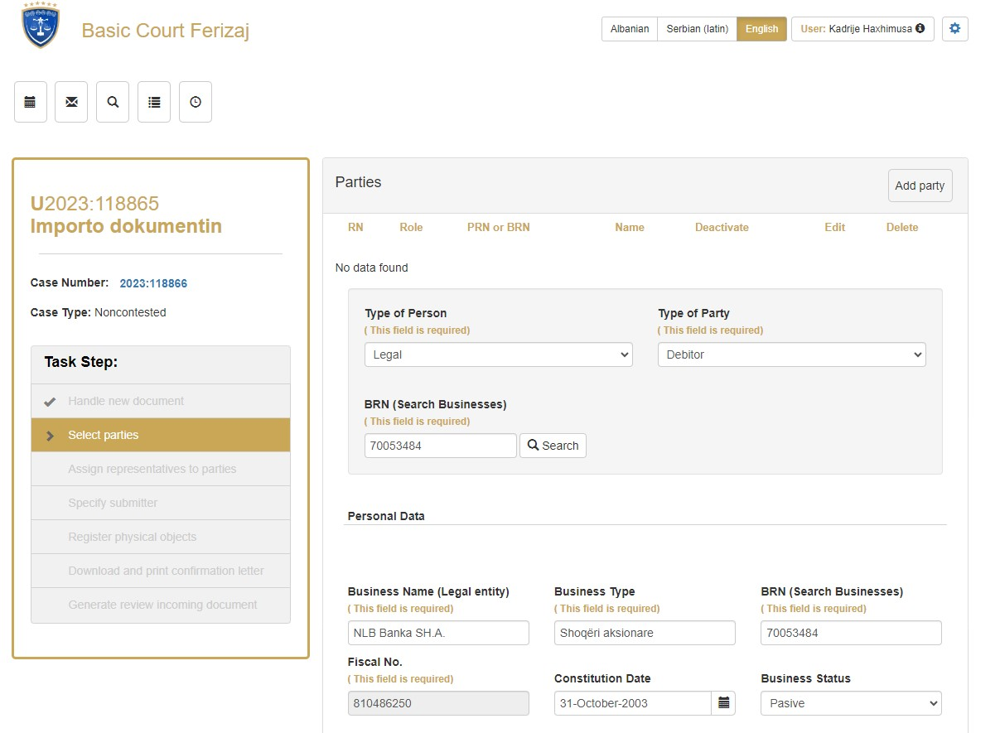 Basic Court Ferizaj
Albanian Serbian (latin) English User: Kadrije Haxhimusa
U2023:118865
Importo dokumentin
Case Number: 2023:118866
Case Type: Noncontested
Task Step:
Handle new document
Select parties
Assign representatives to parties
Specify submitter
Register physical objects
Download and print confirmation letter
Generate review incoming document
Parties Add party
RN Role PRN or BRN Name Deactivate Edit Delete
No data found
Type of Person Type of Party
( This field is required) ( This field is required)
Legal Debitor
BRN (Search Businesses)
( This field is required)
70053484 Search
Personal Data
Business Name (Legal entity) Business Type BRN (Search Businesses)
( This field is required) ( This field is required) ( This field is required)
NLB Banka SH.A. Shoqëri aksionare 70053484
Fiscal No.
( This field is required) Constitution Date Business Status
810486250 31-October-2003 Pasive